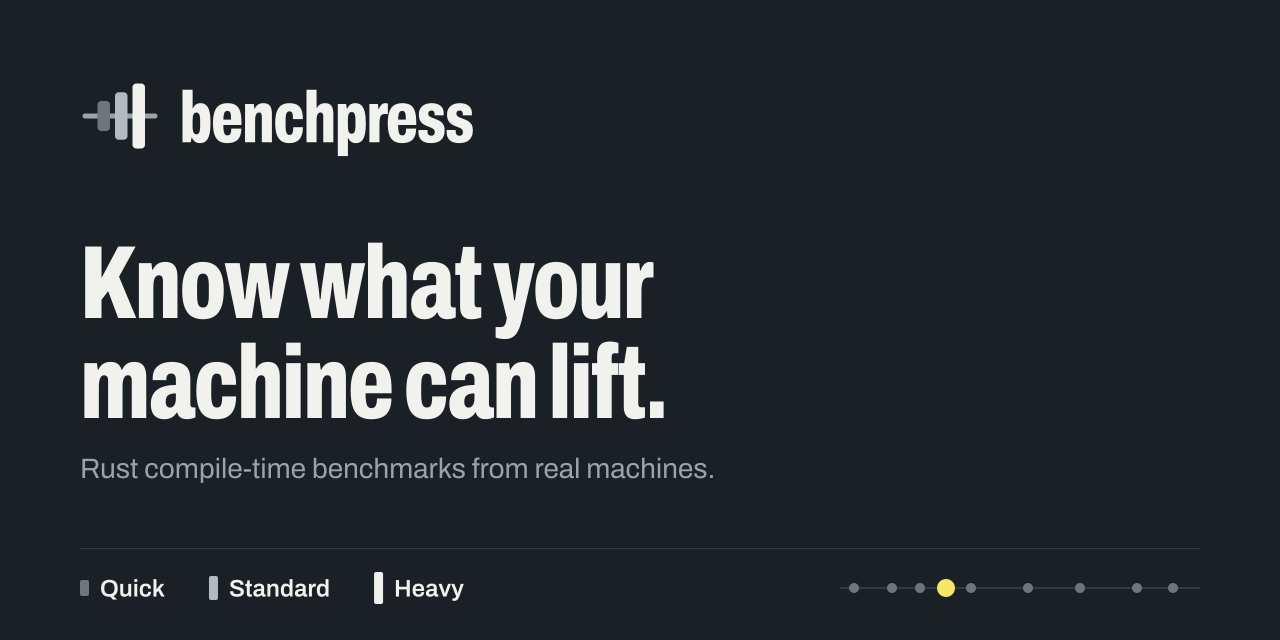 benchpress
Know what your
machine can lift.
Rust compile-time benchmarks from real machines.
Quick Standard Heavy